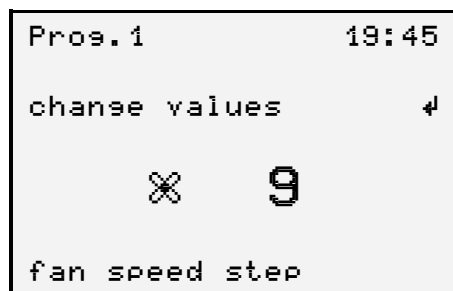 Prog.1 19:45
change values ↲
9
fan speed step